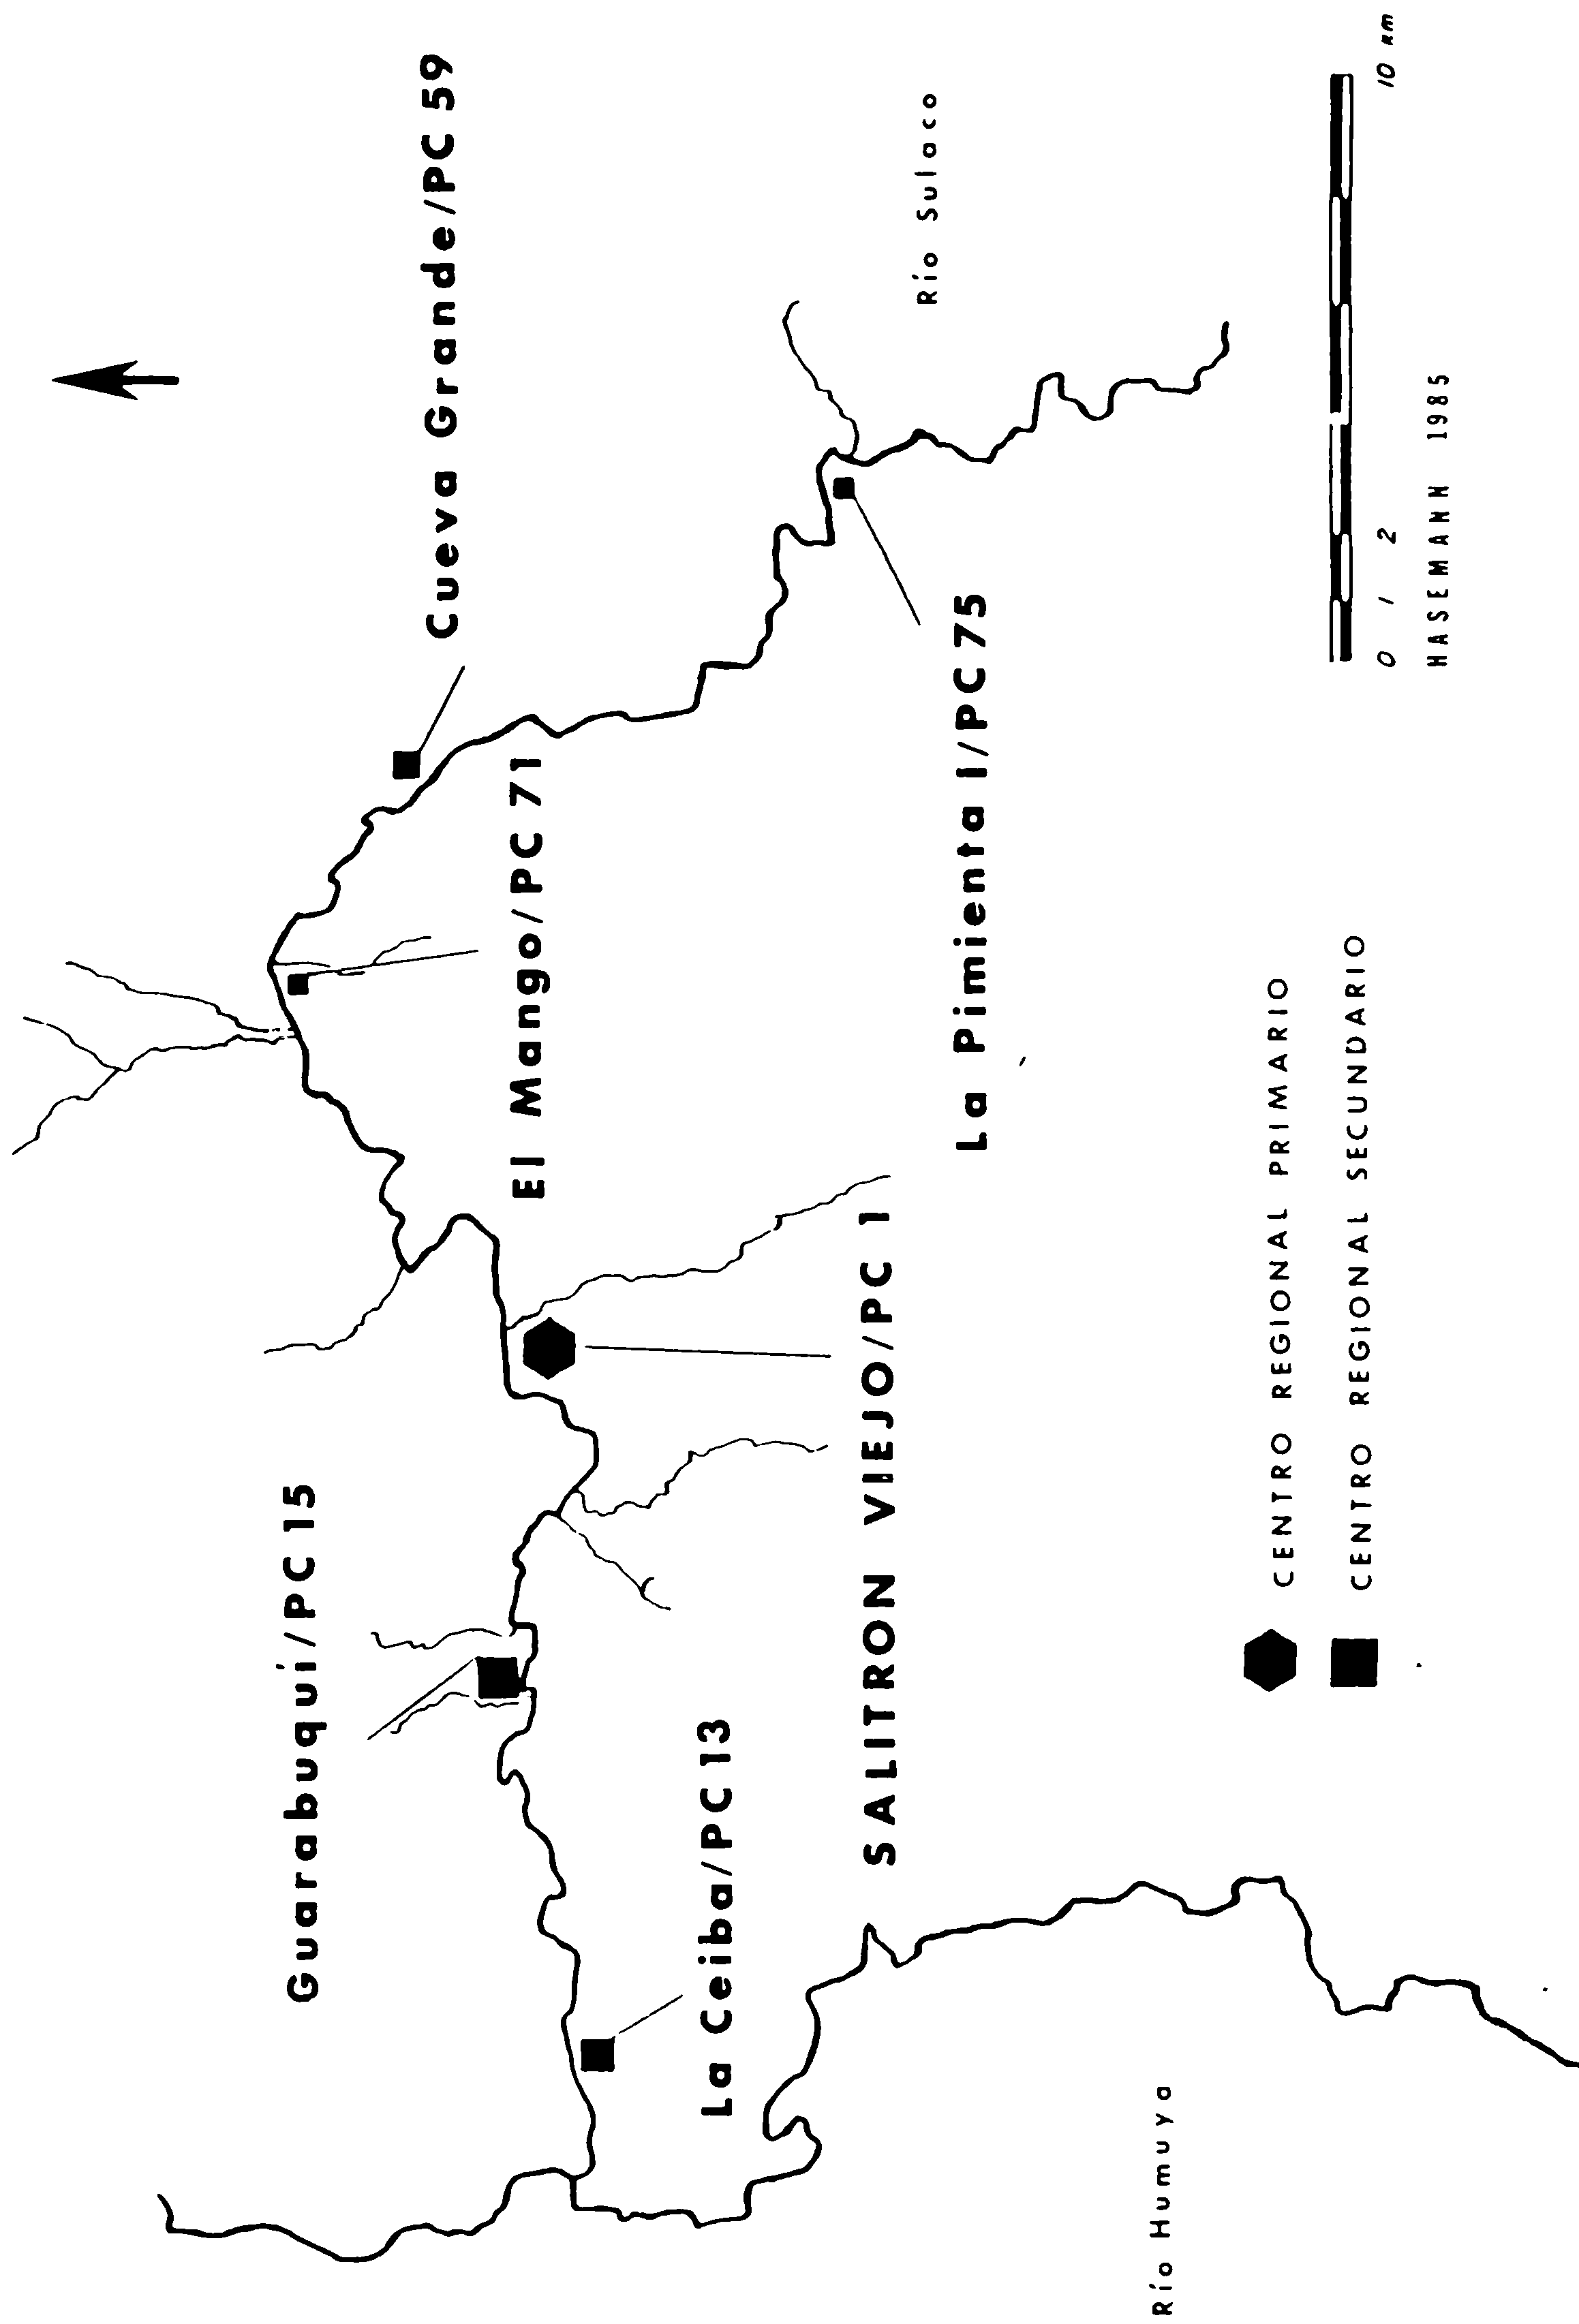 Cueva Grande/PC 59
Río Sulaco
El Mango/PC 71
La Pimienta I/PC 75
Guarabuquí/PC 15
SALITRON VIEJO/PC 1
La Ceiba/PC 13
Río Humuya
CENTRO REGIONAL PRIMARIO
CENTRO REGIONAL SECUNDARIO
0 1 2 10 km
HASEMANN 1985